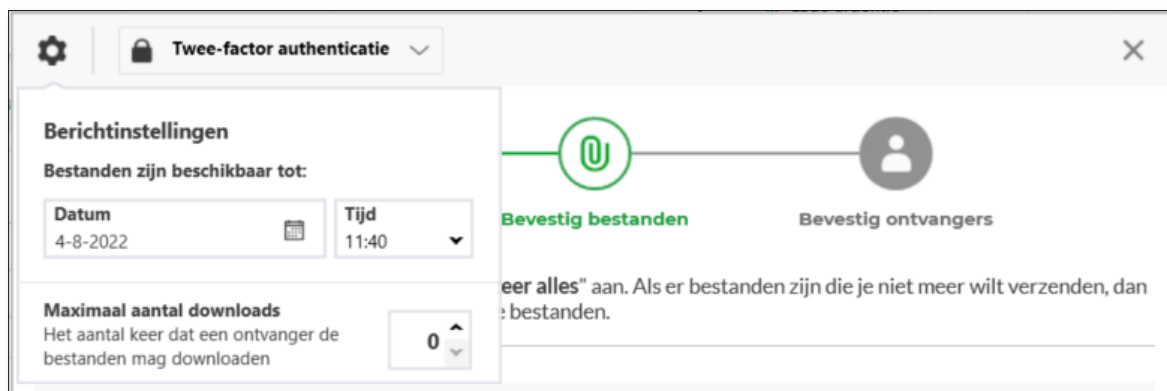 Twee-factor authenticatie
Berichtinstellingen
Bestanden zijn beschikbaar tot:
Datum
4-8-2022
Tijd
11:40
Maximaal aantal downloads
Het aantal keer dat een ontvanger de
bestanden mag downloaden
0
Bevestig bestanden
Bevestig ontvangers
eer alles" aan. Als er bestanden zijn die je niet meer wilt verzenden, dan
e bestanden.